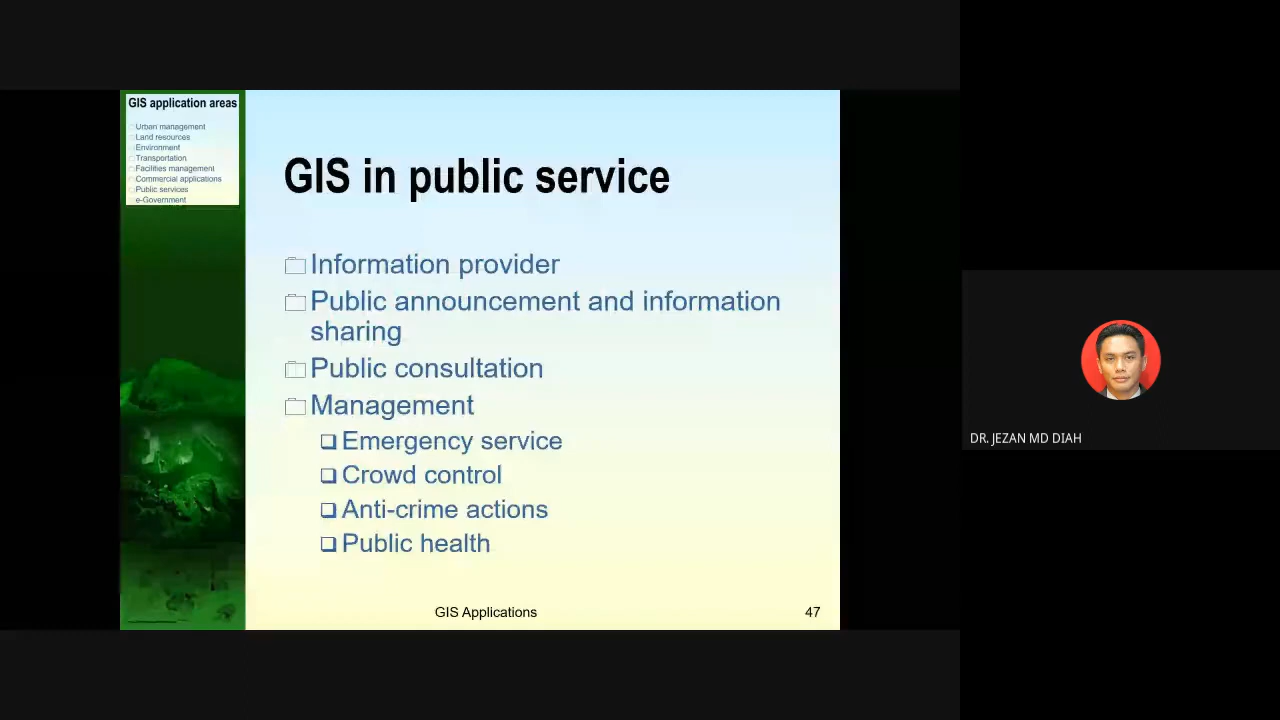 GIS application areas
Urban management
Land resources
Environment
Transportation
Facilities management
Commercial applications
Public services
e-Government
GIS in public service
Information provider
Public announcement and information
sharing
Public consultation
Management
Emergency service
Crowd control
Anti-crime actions
Public health
GIS Applications
47
DR. JEZAN MD DIAH